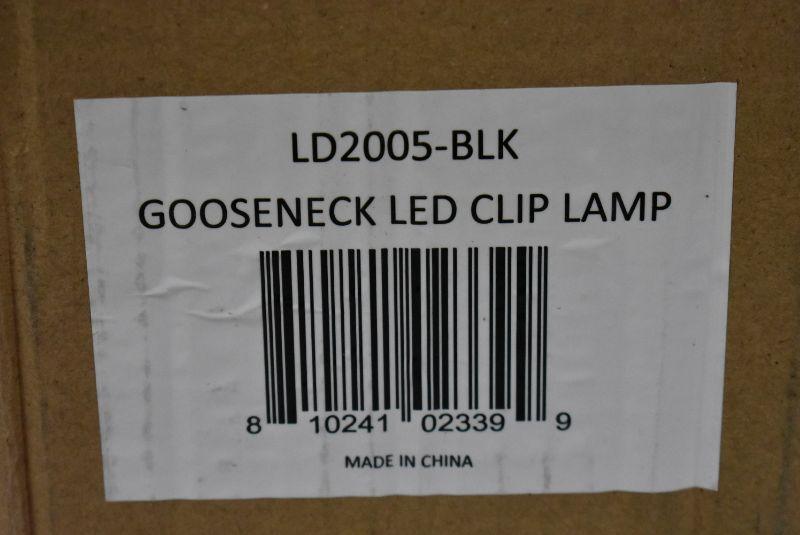 LD2005-BLK
GOOSENECK LED CLIP LAMP
8 10241 02339 9
MADE IN CHINA